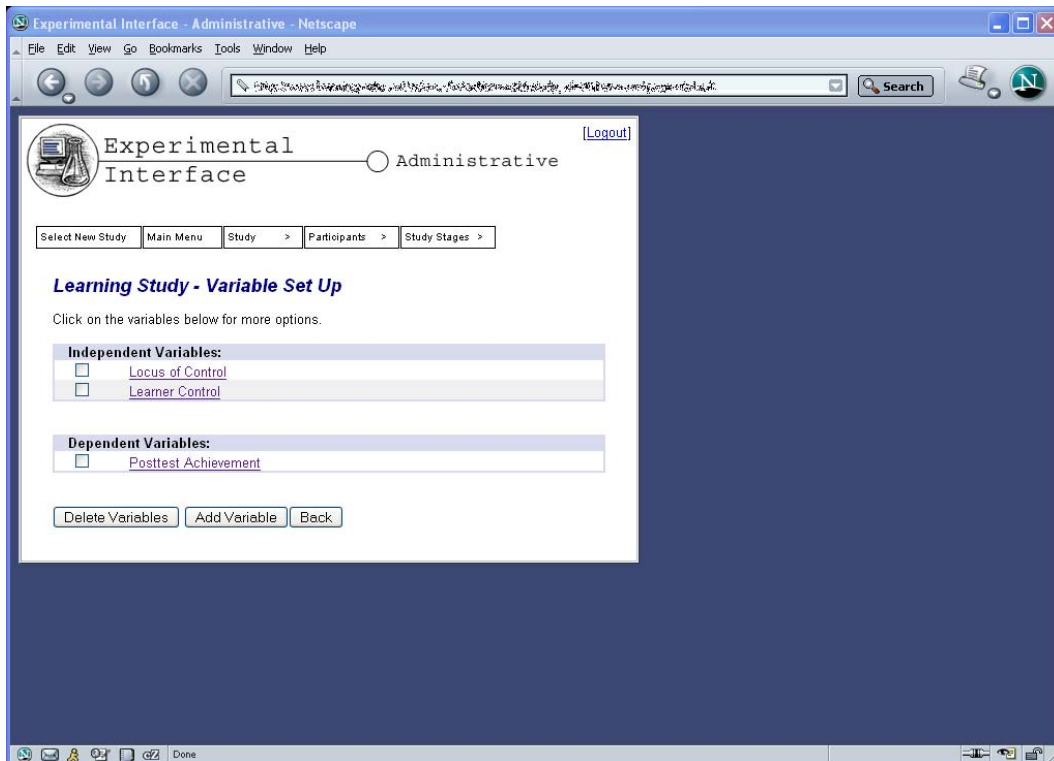 Experimental Interface - Administrative - Netscape
File Edit View Go Bookmarks Tools Window Help
Search
[Logout]
Experimental
Interface
Administrative
Select New Study Main Menu Study > Participants > Study Stages >
Learning Study - Variable Set Up
Click on the variables below for more options.
Independent Variables:
Locus of Control
Learner Control
Dependent Variables:
Posttest Achievement
Delete Variables Add Variable Back
Done